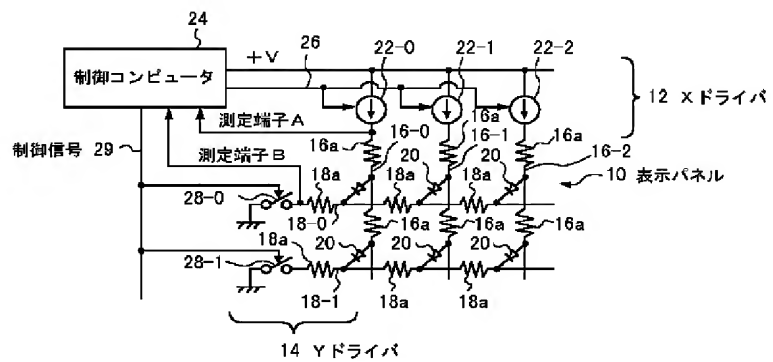 24
+V
26
22-0
22-1
22-2
制御コンピュータ
12 Xドライバ
測定端子A
16a
16-0
16a
16-1
16a
16-2
制御信号 29
測定端子B
18a
20
18a
20
18a
20
10 表示パネル
28-0
18-0
16a
16a
16a
18a
20
20
20
28-1
18-1
18a
18a
14 Yドライバ